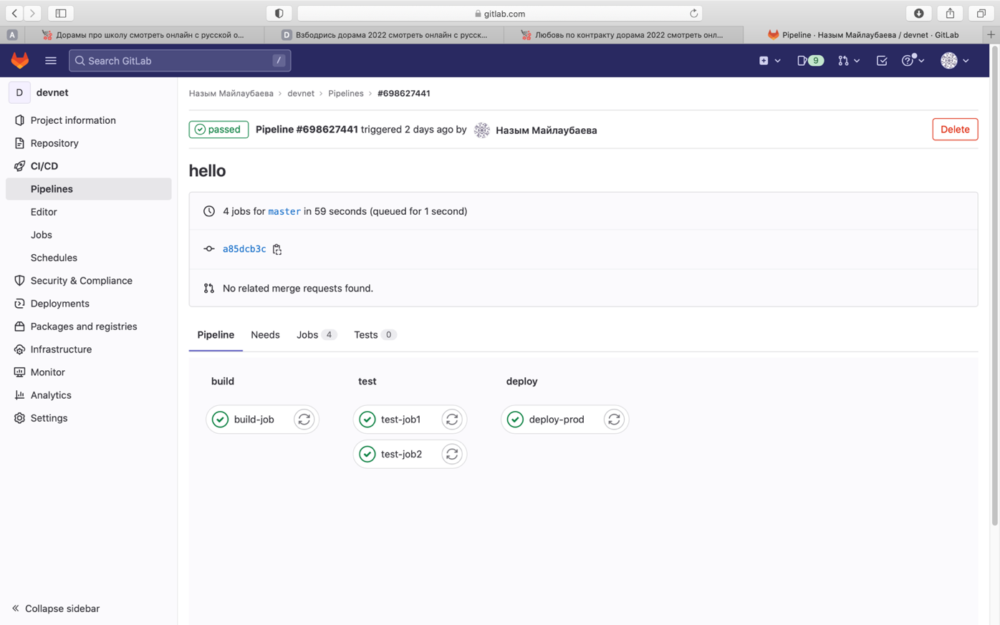 gitlab.com
A
Дорамы про школу смотреть онлайн с русской о...
D Взбодрись дорама 2022 смотреть онлайн с русск...
Любовь по контракту дорама 2022 смотреть онл...
Pipeline · Назым Майлаубаева / devnet · GitLab
Search GitLab /
9
D devnet
Project information
Repository
CI/CD
Pipelines
Editor
Jobs
Schedules
Security & Compliance
Deployments
Packages and registries
Infrastructure
Monitor
Analytics
Settings
Collapse sidebar
Назым Майлаубаева › devnet › Pipelines › #698627441
passed Pipeline #698627441 triggered 2 days ago by Назым Майлаубаева
Delete
hello
4 jobs for master in 59 seconds (queued for 1 second)
a85dcb3c
No related merge requests found.
Pipeline Needs Jobs 4 Tests 0
build test deploy
build-job test-job1 deploy-prod
test-job2